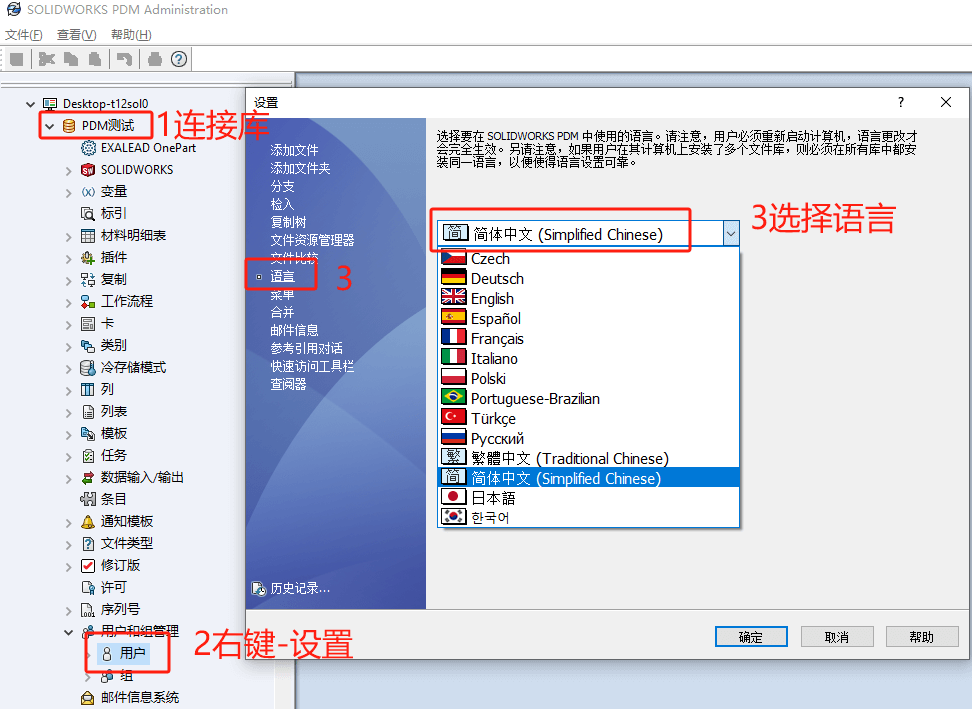 SOLIDWORKS PDM Administration
文件(F) 查看(V) 帮助(H)
Desktop-t12sol0
PDM测试
1连接库
EXALEAD OnePart
SOLIDWORKS
变量
标引
材料明细表
插件
复制
工作流程
卡
类别
冷存储模式
列
列表
模板
任务
数据输入/输出
条目
通知模板
文件类型
修订版
许可
序列号
用户和组管理
用户
2右键-设置
组
邮件信息系统
设置
?
添加文件
添加文件夹
分支
检入
复制树
文件资源管理器
文件比较
语言
3
菜单
合并
邮件信息
参考引用对话
快速访问工具栏
查阅器
历史记录...
选择要在 SOLIDWORKS PDM 中使用的语言。请注意，用户必须重新启动计算机，语言更改才
会完全生效。另请注意，如果用户在其计算机上安装了多个文件库，则必须在所有库中都安
装同一语言，以便使得语言设置可靠。
简 简体中文 (Simplified Chinese)
3选择语言
Czech
Deutsch
English
Español
Français
Italiano
Polski
Portuguese-Brazilian
Türkçe
Русский
繁 繁體中文 (Traditional Chinese)
简 简体中文 (Simplified Chinese)
日本語
한국어
确定 取消 帮助